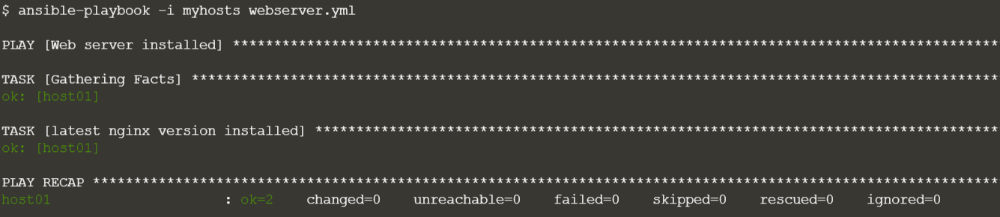 $ ansible-playbook -i myhosts webserver.yml
PLAY [Web server installed] *********************************************************************************************
TASK [Gathering Facts] **************************************************************************************************
ok: [host01]
TASK [latest nginx version installed] ***********************************************************************************
ok: [host01]
PLAY RECAP **************************************************************************************************************
host01                     : ok=2    changed=0    unreachable=0    failed=0    skipped=0    rescued=0    ignored=0